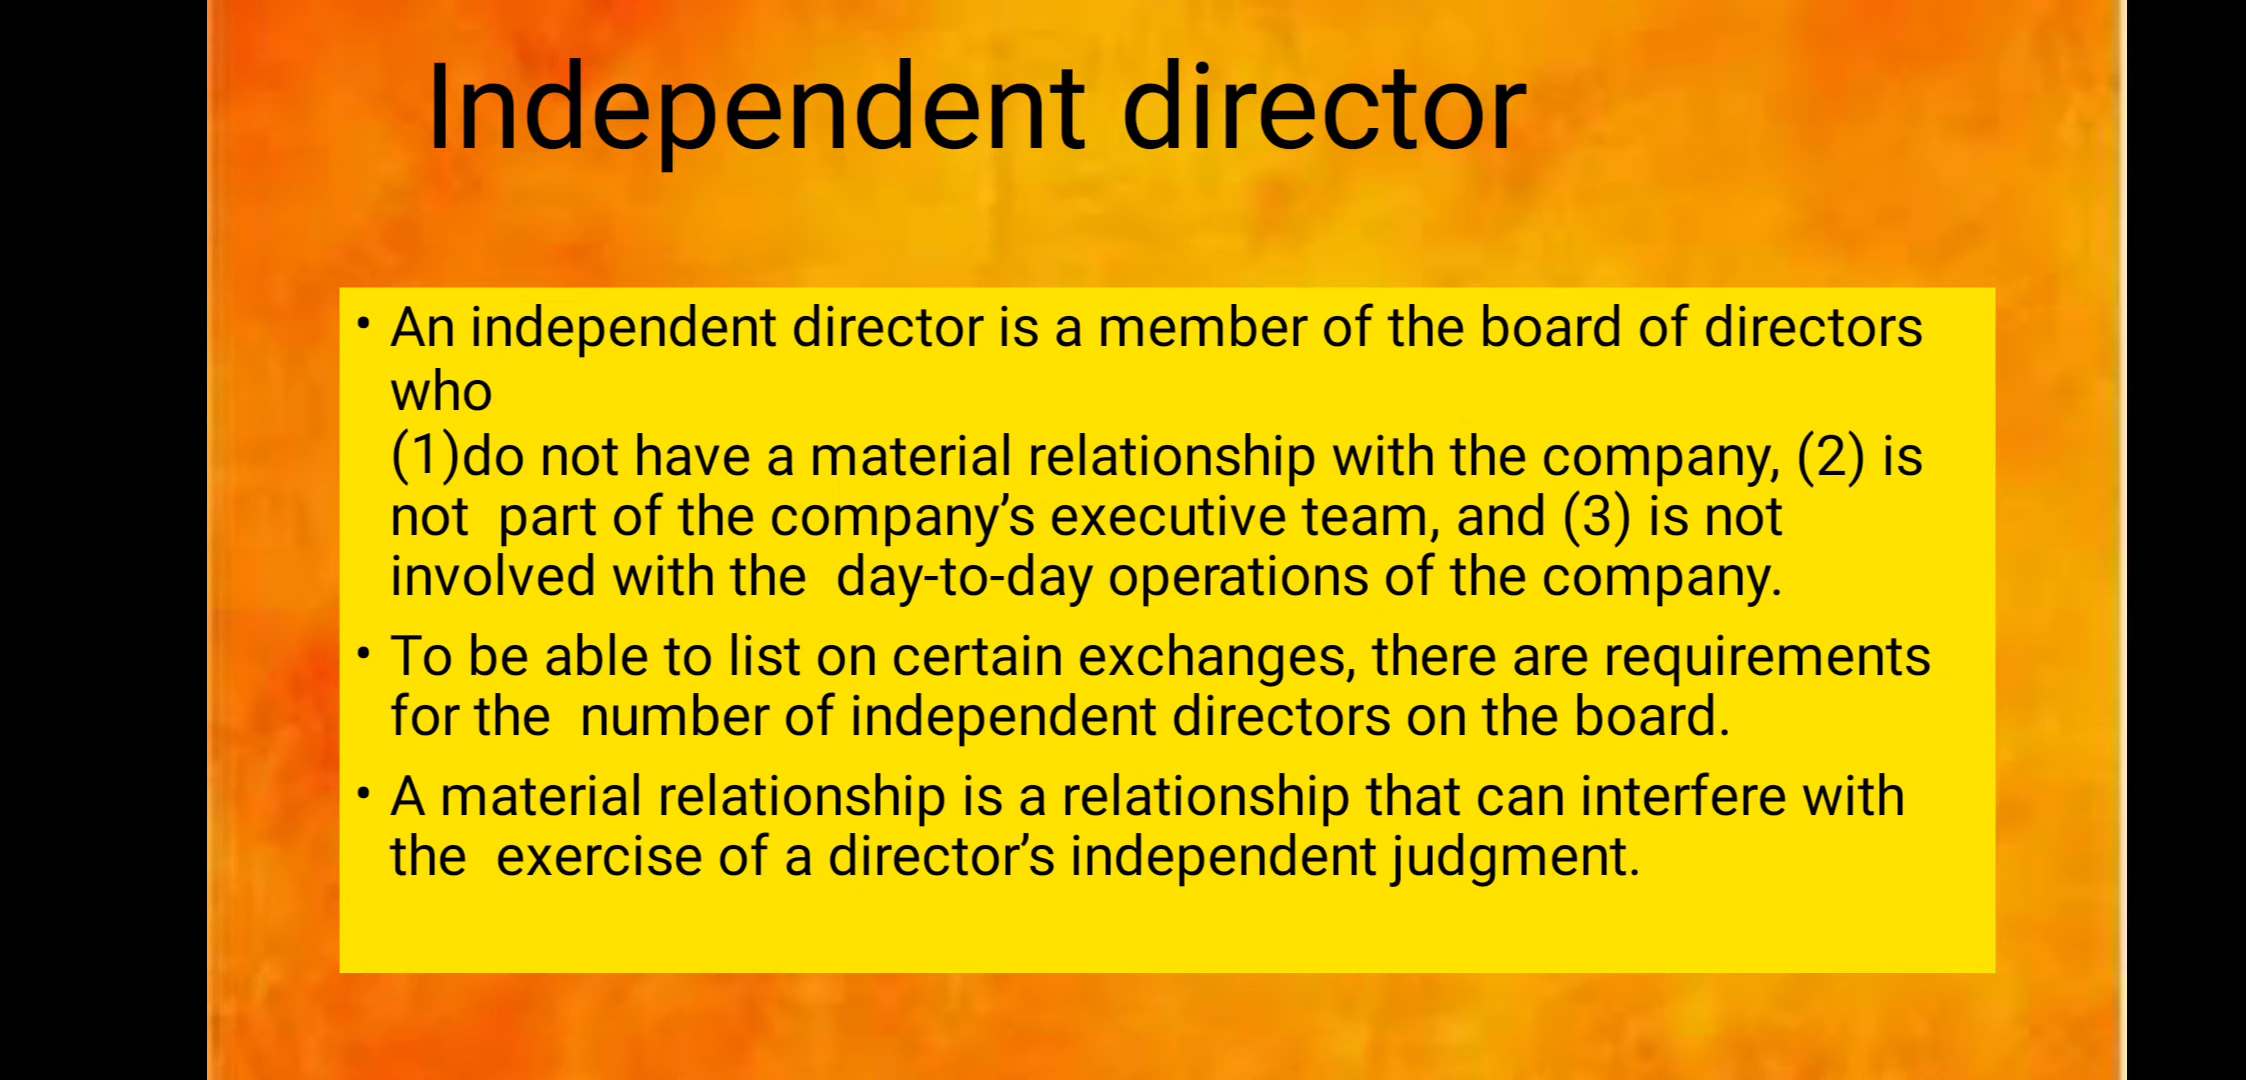 Independent director
• An independent director is a member of the board of directors
who
(1)do not have a material relationship with the company, (2) is
not  part of the company’s executive team, and (3) is not
involved with the  day-to-day operations of the company.
• To be able to list on certain exchanges, there are requirements
for the  number of independent directors on the board.
• A material relationship is a relationship that can interfere with
the  exercise of a director’s independent judgment.